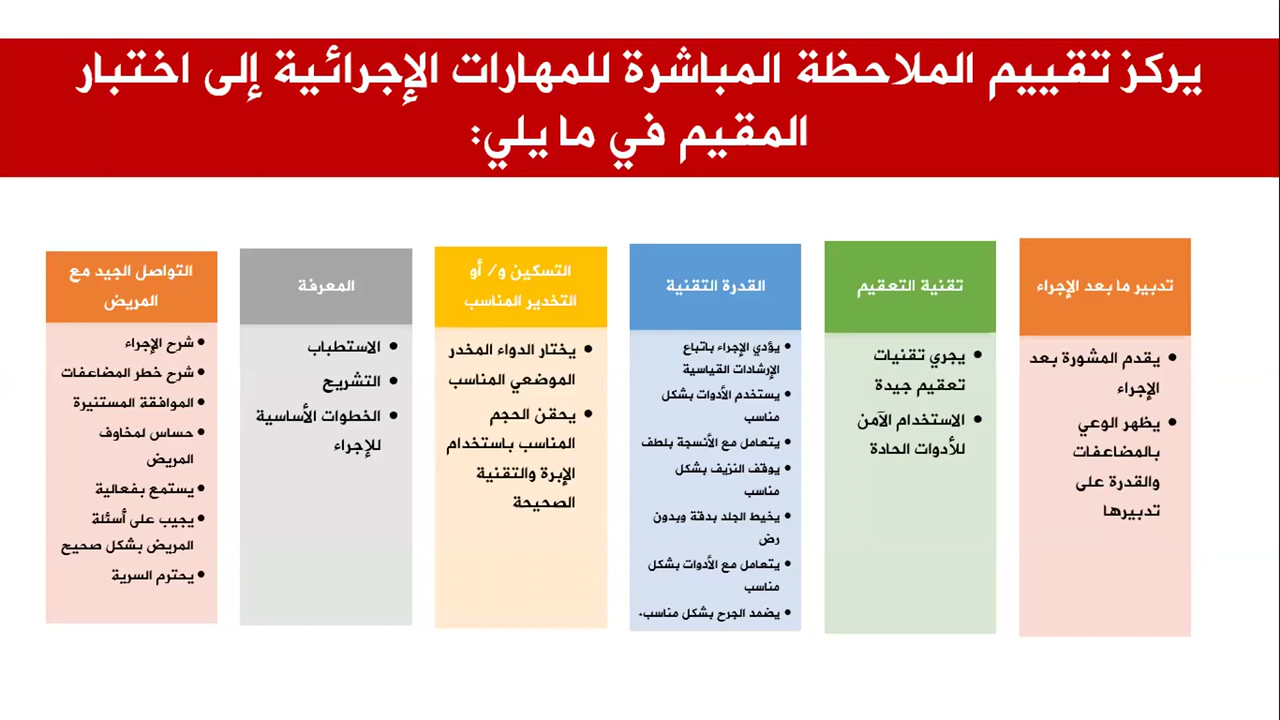 يركز تقييم الملاحظة المباشرة للمهارات الإجرائية إلى اختبار
المقيم في ما يلي:
تدبير ما بعد الإجراء
يقدم المشورة بعد
الإجراء
يظهر الوعي
بالمضاعفات
والقدرة على
تدبيرها
تقنية التعقيم
يجري تقنيات
تعقيم جيدة
الاستخدام الآمن
للأدوات الحادة
القدرة التقنية
يؤدي الإجراء باتباع
الإرشادات القياسية
يستخدم الأدوات بشكل
مناسب
يتعامل مع الأنسجة بلطف
يوقف النزيف بشكل
مناسب
يخيط الجلد بدقة وبدون
رض
يتعامل مع الأدوات بشكل
مناسب
يضمد الجرح بشكل مناسب.
التسكين و/ أو
التخدير المناسب
يختار الدواء المخدر
الموضعي المناسب
يحقن الحجم
المناسب باستخدام
الإبرة والتقنية
الصحيحة
المعرفة
الاستطباب
التشريح
الخطوات الأساسية
للإجراء
التواصل الجيد مع
المريض
شرح الإجراء
شرح خطر المضاعفات
الموافقة المستنيرة
حساس لمخاوف
المريض
يستمع بفعالية
يجيب على أسئلة
المريض بشكل صحيح
يحترم السرية